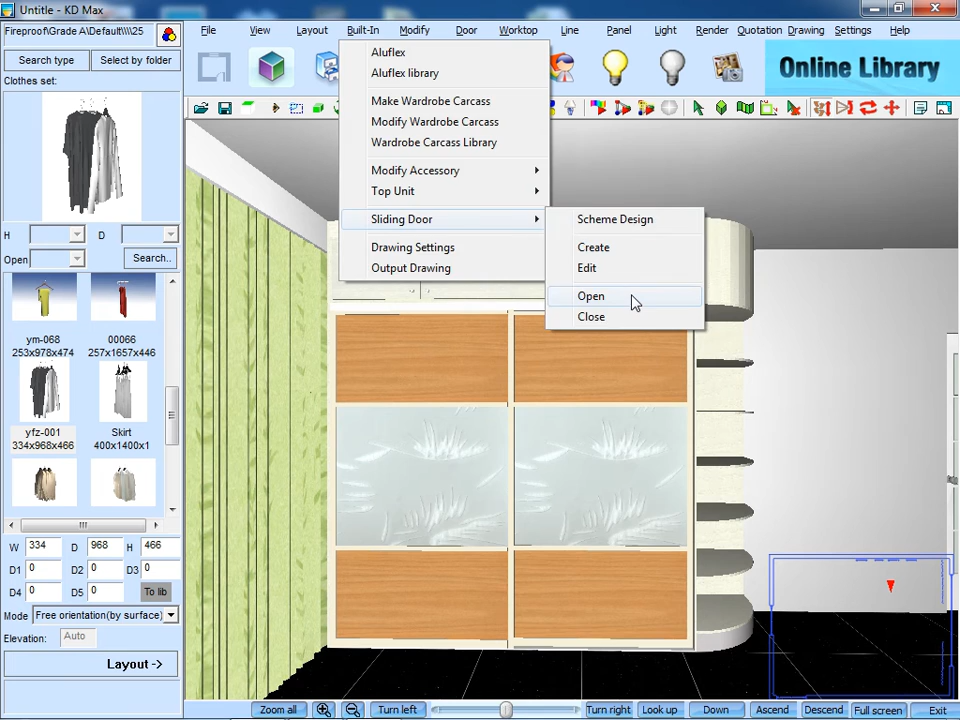 Untitle - KD Max
Fireproof\Grade A\Default\\\\25
File View Layout Built-In Modify Door Worktop Line Panel Light Render Quotation Drawing Settings Help
Search type
Select by folder
Online Library
Clothes set:
Aluflex
Aluflex library
Make Wardrobe Carcass
Modify Wardrobe Carcass
Wardrobe Carcass Library
Modify Accessory
Top Unit
Sliding Door
Drawing Settings
Output Drawing
Scheme Design
Create
Edit
Open
Close
H
D
Open
Search..
ym-068
253x978x474
00066
257x1657x446
yfz-001
334x968x466
Skirt
400x1400x1
W 334 D 968 H 466
D1 0 D2 0 D3 0
D4 0 D5 0 To lib
Mode Free orientation(by surface)
Elevation: Auto
Layout ->
Zoom all
Turn left
Turn right
Look up
Down
Ascend
Descend
Full screen
Exit